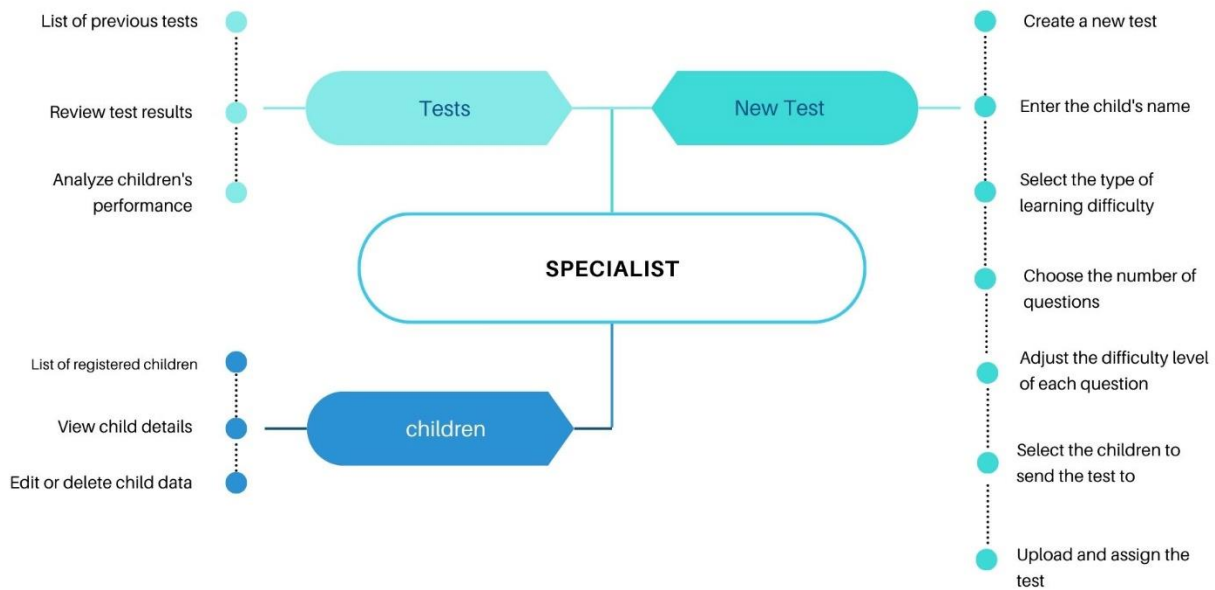 List of previous tests
Review test results
Analyze children's
performance
Tests
New Test
Create a new test
Enter the child's name
Select the type of
learning difficulty
Choose the number of
questions
Adjust the difficulty level
of each question
Select the children to
send the test to
Upload and assign the
test
SPECIALIST
List of registered children
View child details
Edit or delete child data
children